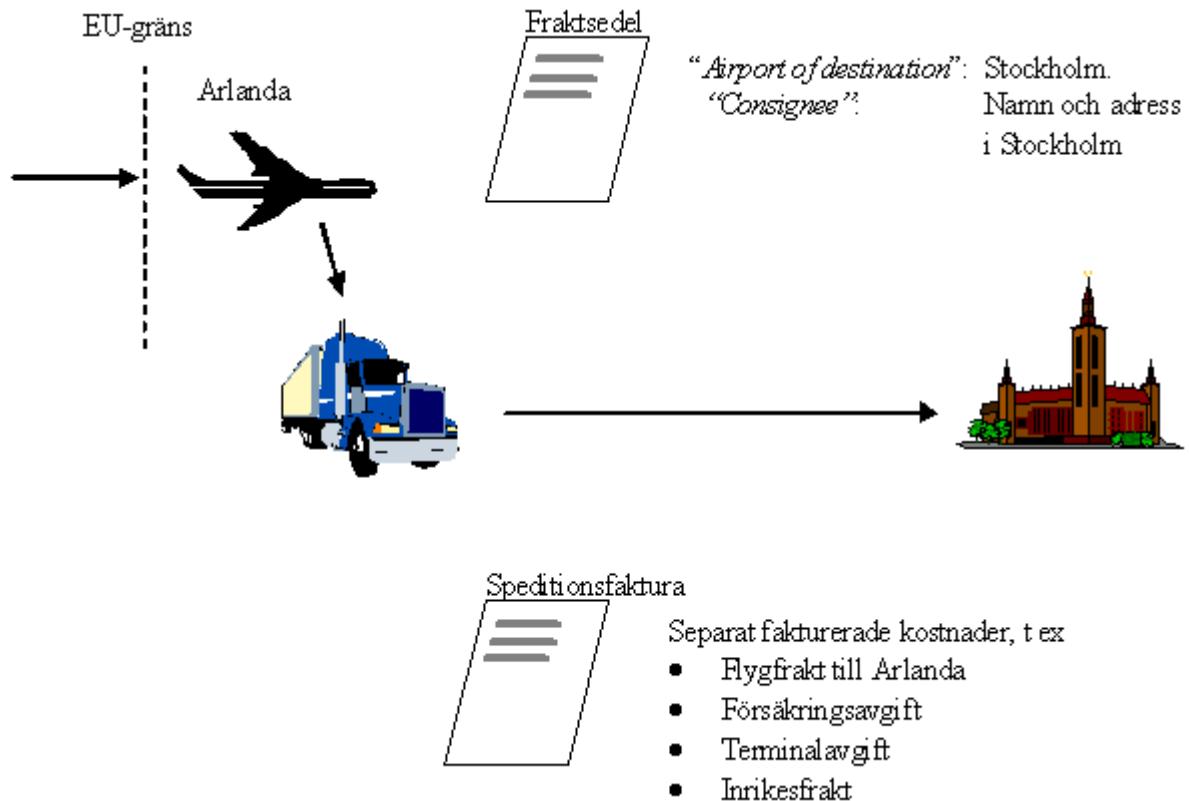 EU-gräns
Arlanda
Fraktsedel
“Airport of destination”: Stockholm.
“Consignee”: Namn och adress
i Stockholm
Speditionsfaktura
Separat fakturerade kostnader, t ex
● Flygfrakt till Arlanda
● Försäkringsavgift
● Terminalavgift
● Inrikesfrakt